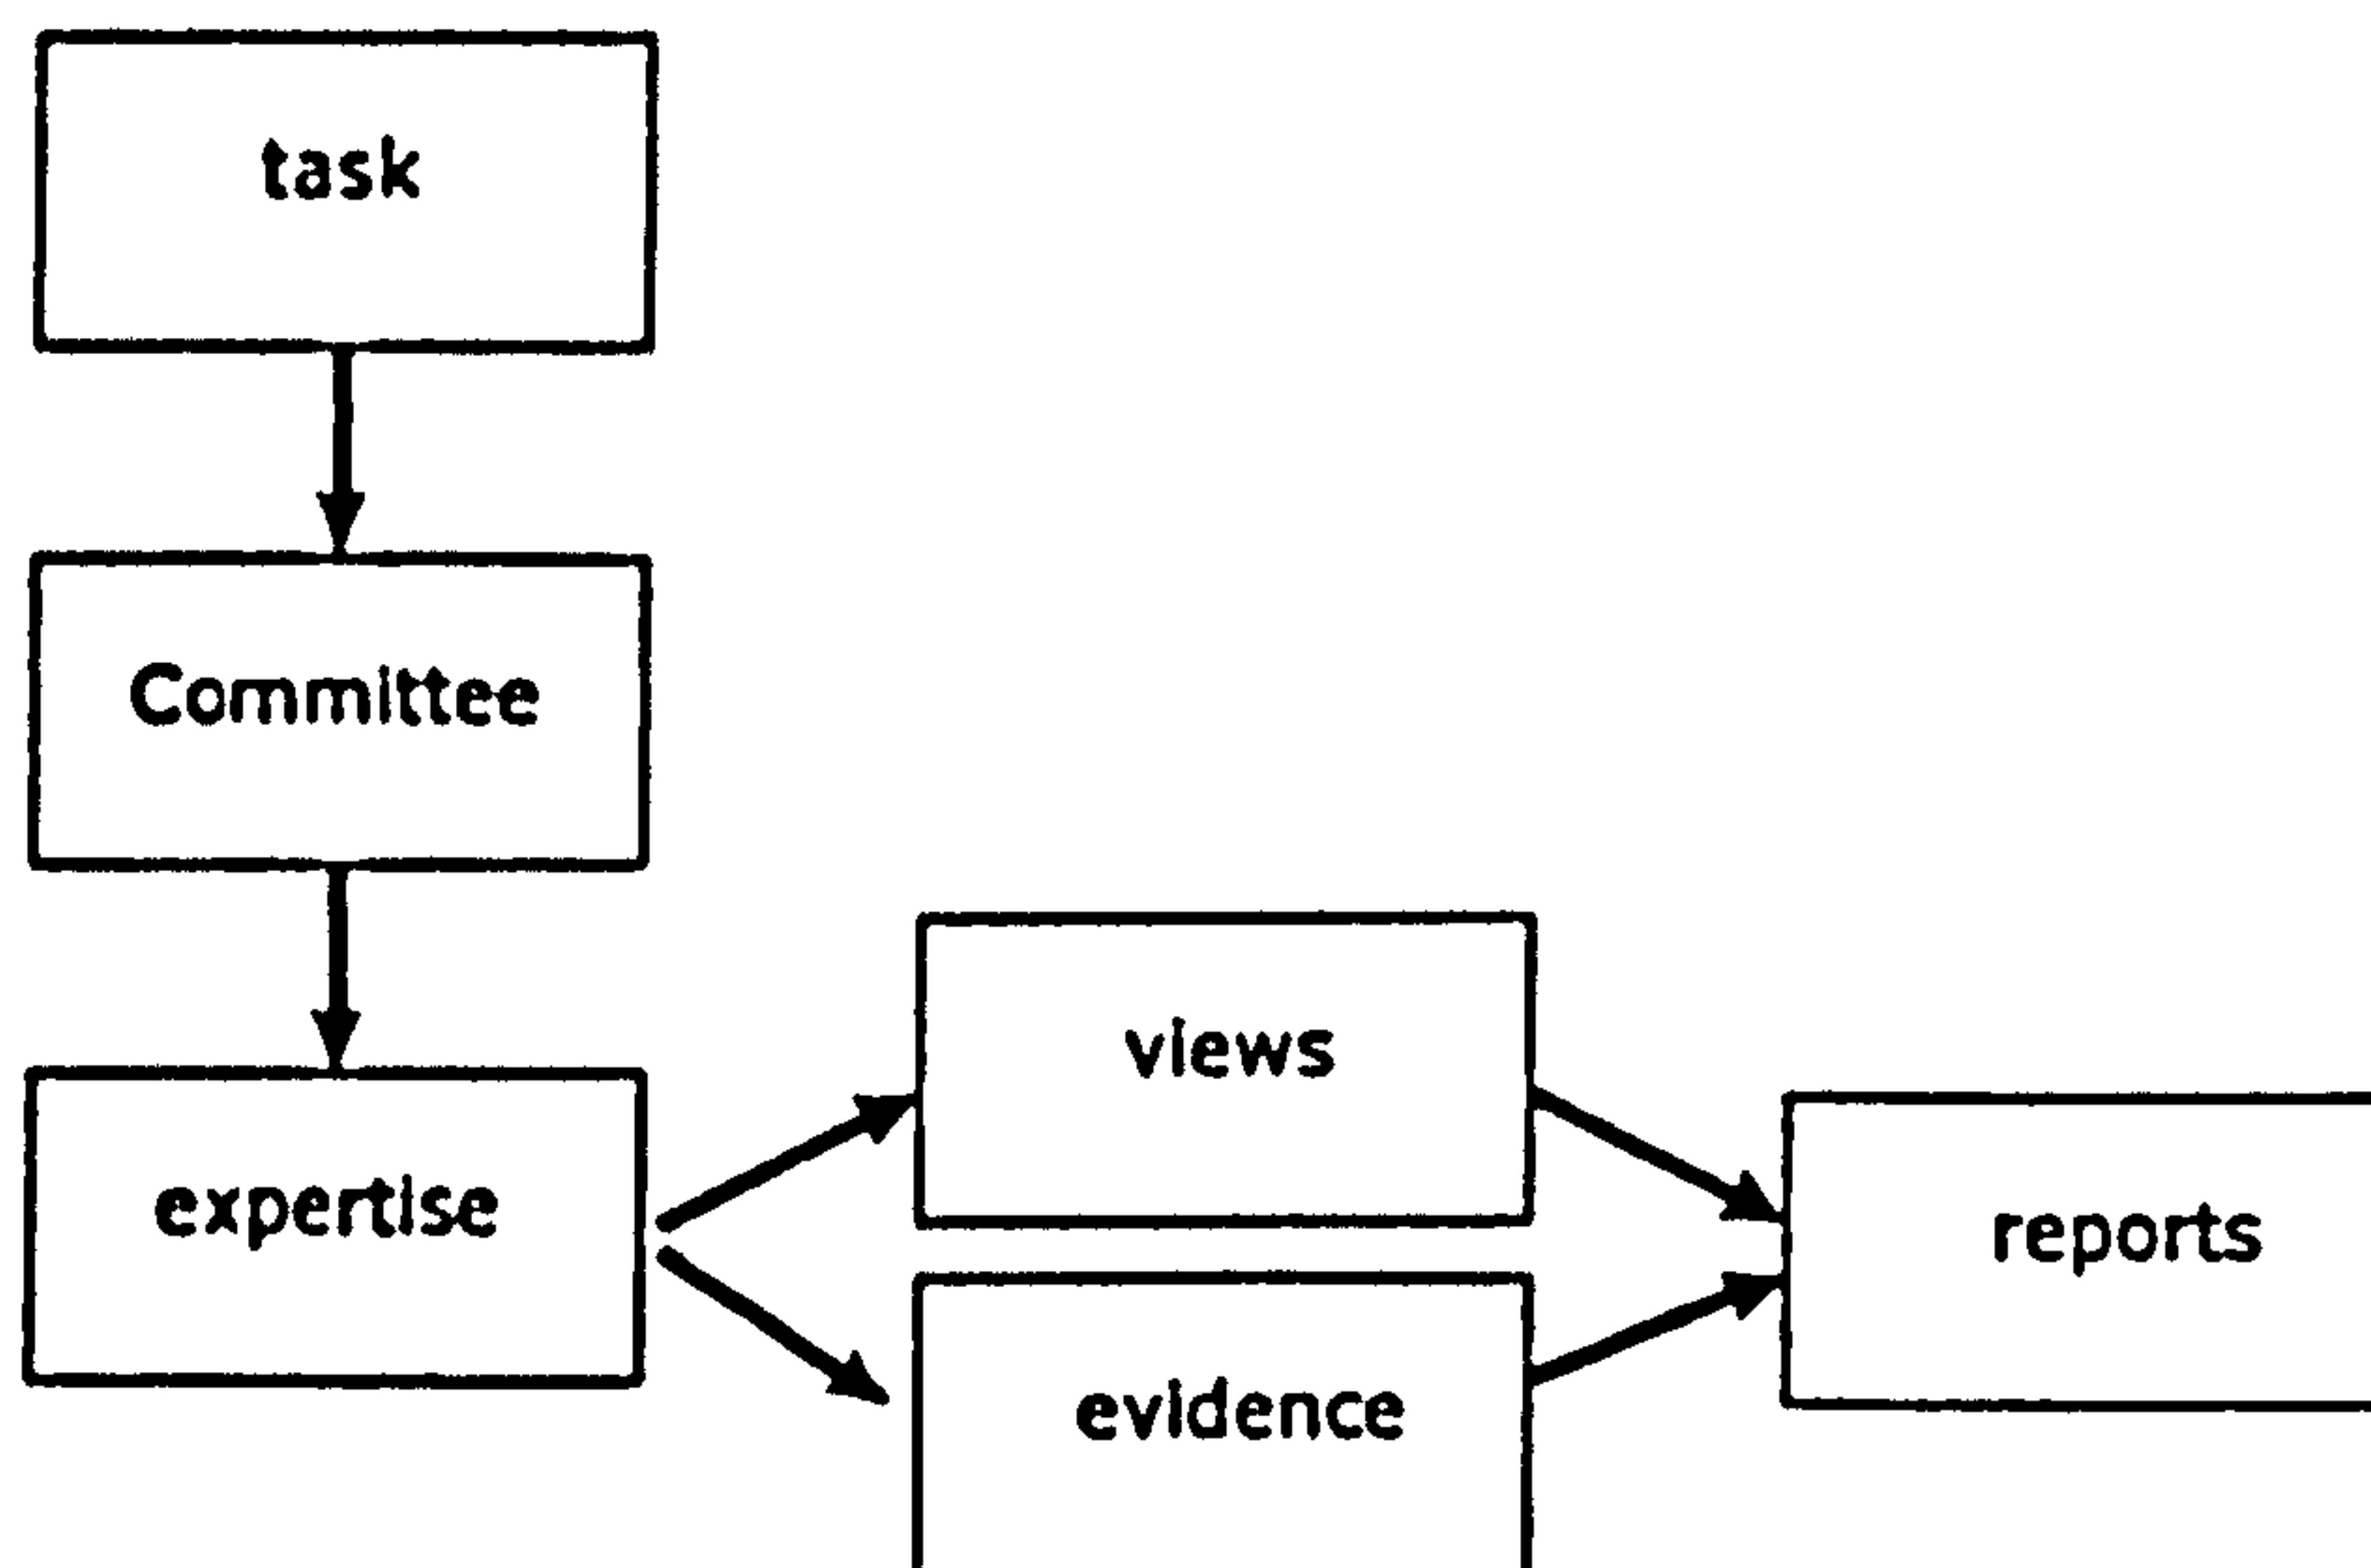 task
Committee
expertise
views
evidence
reports